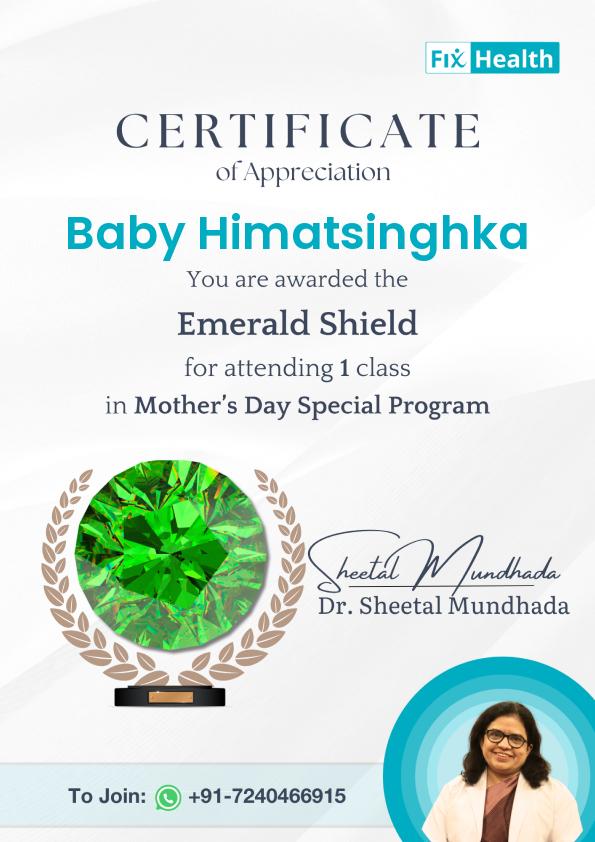 Fix Health
CERTIFICATE
of Appreciation
Baby Himatsinghka
You are awarded the
Emerald Shield
for attending 1 class
in Mother's Day Special Program
Sheetal Mundhada
Dr. Sheetal Mundhada
To Join: +91-7240466915